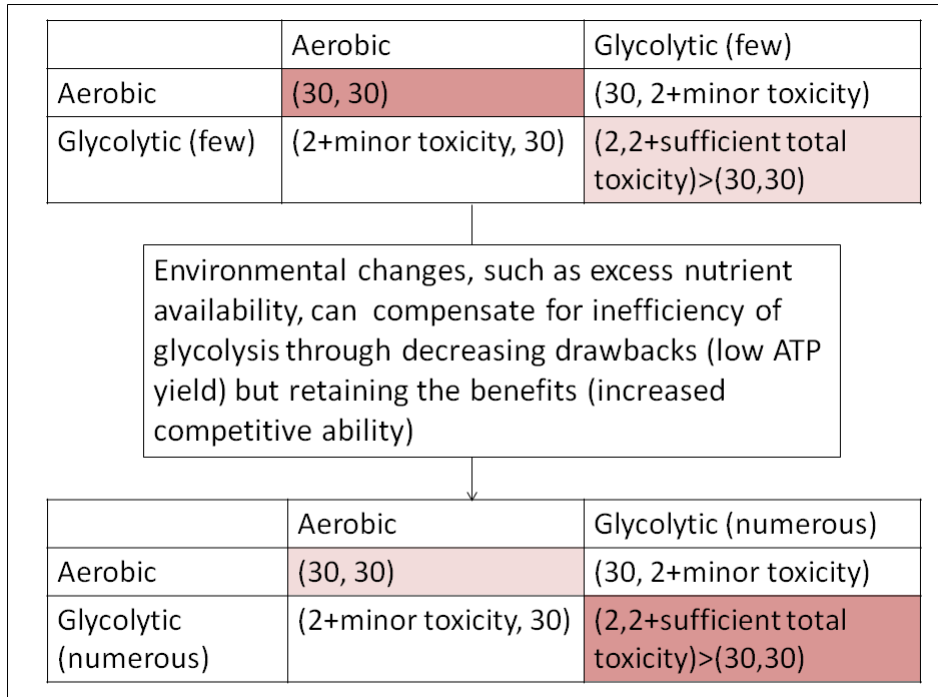 Aerobic Glycolytic (few)
Aerobic (30, 30) (30, 2+minor toxicity)
Glycolytic (few) (2+minor toxicity, 30) (2,2+sufficient total
toxicity)>(30,30)
Environmental changes, such as excess nutrient
availability, can compensate for inefficiency of
glycolysis through decreasing drawbacks (low ATP
yield) but retaining the benefits (increased
competitive ability)
Aerobic Glycolytic (numerous)
Aerobic (30, 30) (30, 2+minor toxicity)
Glycolytic (2+minor toxicity, 30) (2,2+sufficient total
(numerous) toxicity)>(30,30)